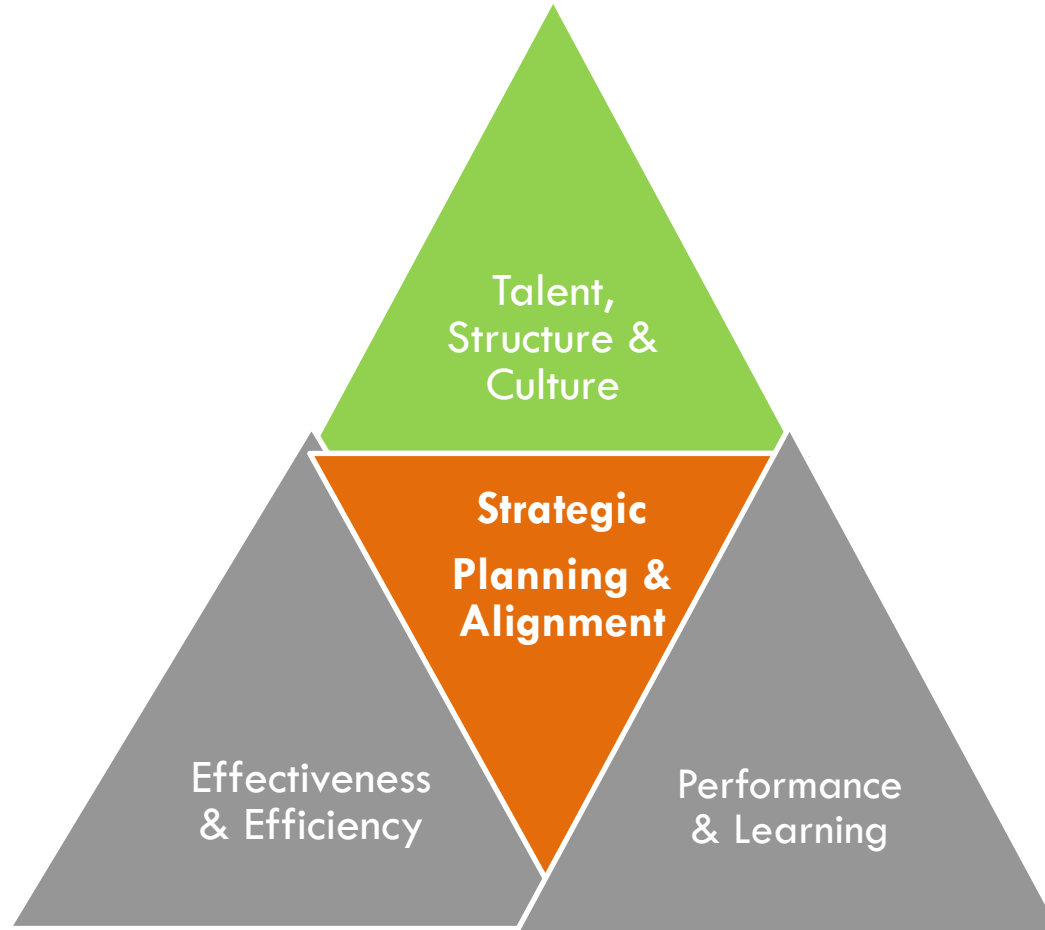 Talent,
Structure &
Culture
Strategic
Planning &
Alignment
Effectiveness
& Efficiency
Performance
& Learning